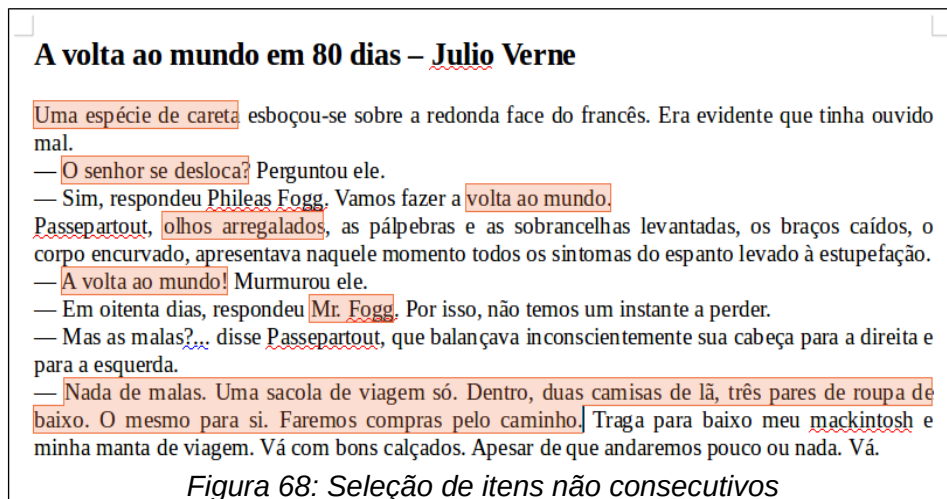 A volta ao mundo em 80 dias – Julio Verne
Uma espécie de careta esboçou-se sobre a redonda face do francês. Era evidente que tinha ouvido
mal.
— O senhor se desloca? Perguntou ele.
— Sim, respondeu Phileas Fogg. Vamos fazer a volta ao mundo.
Passepartout, olhos arregalados, as pálpebras e as sobrancelhas levantadas, os braços caídos, o
corpo encurvado, apresentava naquele momento todos os sintomas do espanto levado à estupefação.
— A volta ao mundo! Murmurou ele.
— Em oitenta dias, respondeu Mr. Fogg. Por isso, não temos um instante a perder.
— Mas as malas?... disse Passepartout, que balançava inconscientemente sua cabeça para a direita e
para a esquerda.
— Nada de malas. Uma sacola de viagem só. Dentro, duas camisas de lã, três pares de roupa de
baixo. O mesmo para si. Faremos compras pelo caminho. Traga para baixo meu mackintosh e
minha manta de viagem. Vá com bons calçados. Apesar de que andaremos pouco ou nada. Vá.
Figura 68: Seleção de itens não consecutivos